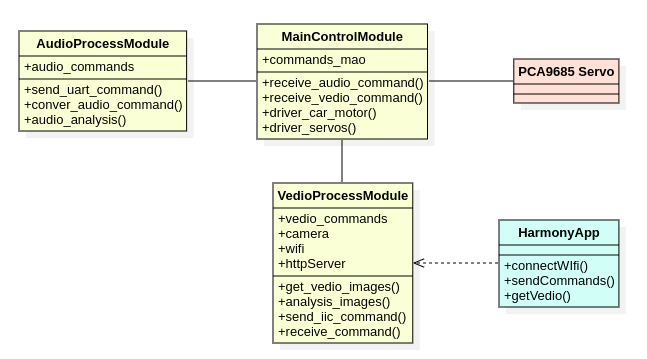 AudioProcessModule
+audio_commands
+send_uart_command()
+conver_audio_command()
+audio_analysis()
MainControlModule
+commands_mao
+receive_audio_command()
+receive_vedio_command()
+driver_car_motor()
+driver_servos()
PCA9685 Servo
VedioProcessModule
+vedio_commands
+camera
+wifi
+httpServer
+get_vedio_images()
+analysis_images()
+send_iic_command()
+receive_command()
HarmonyApp
+connectWIfi()
+sendCommands()
+getVedio()